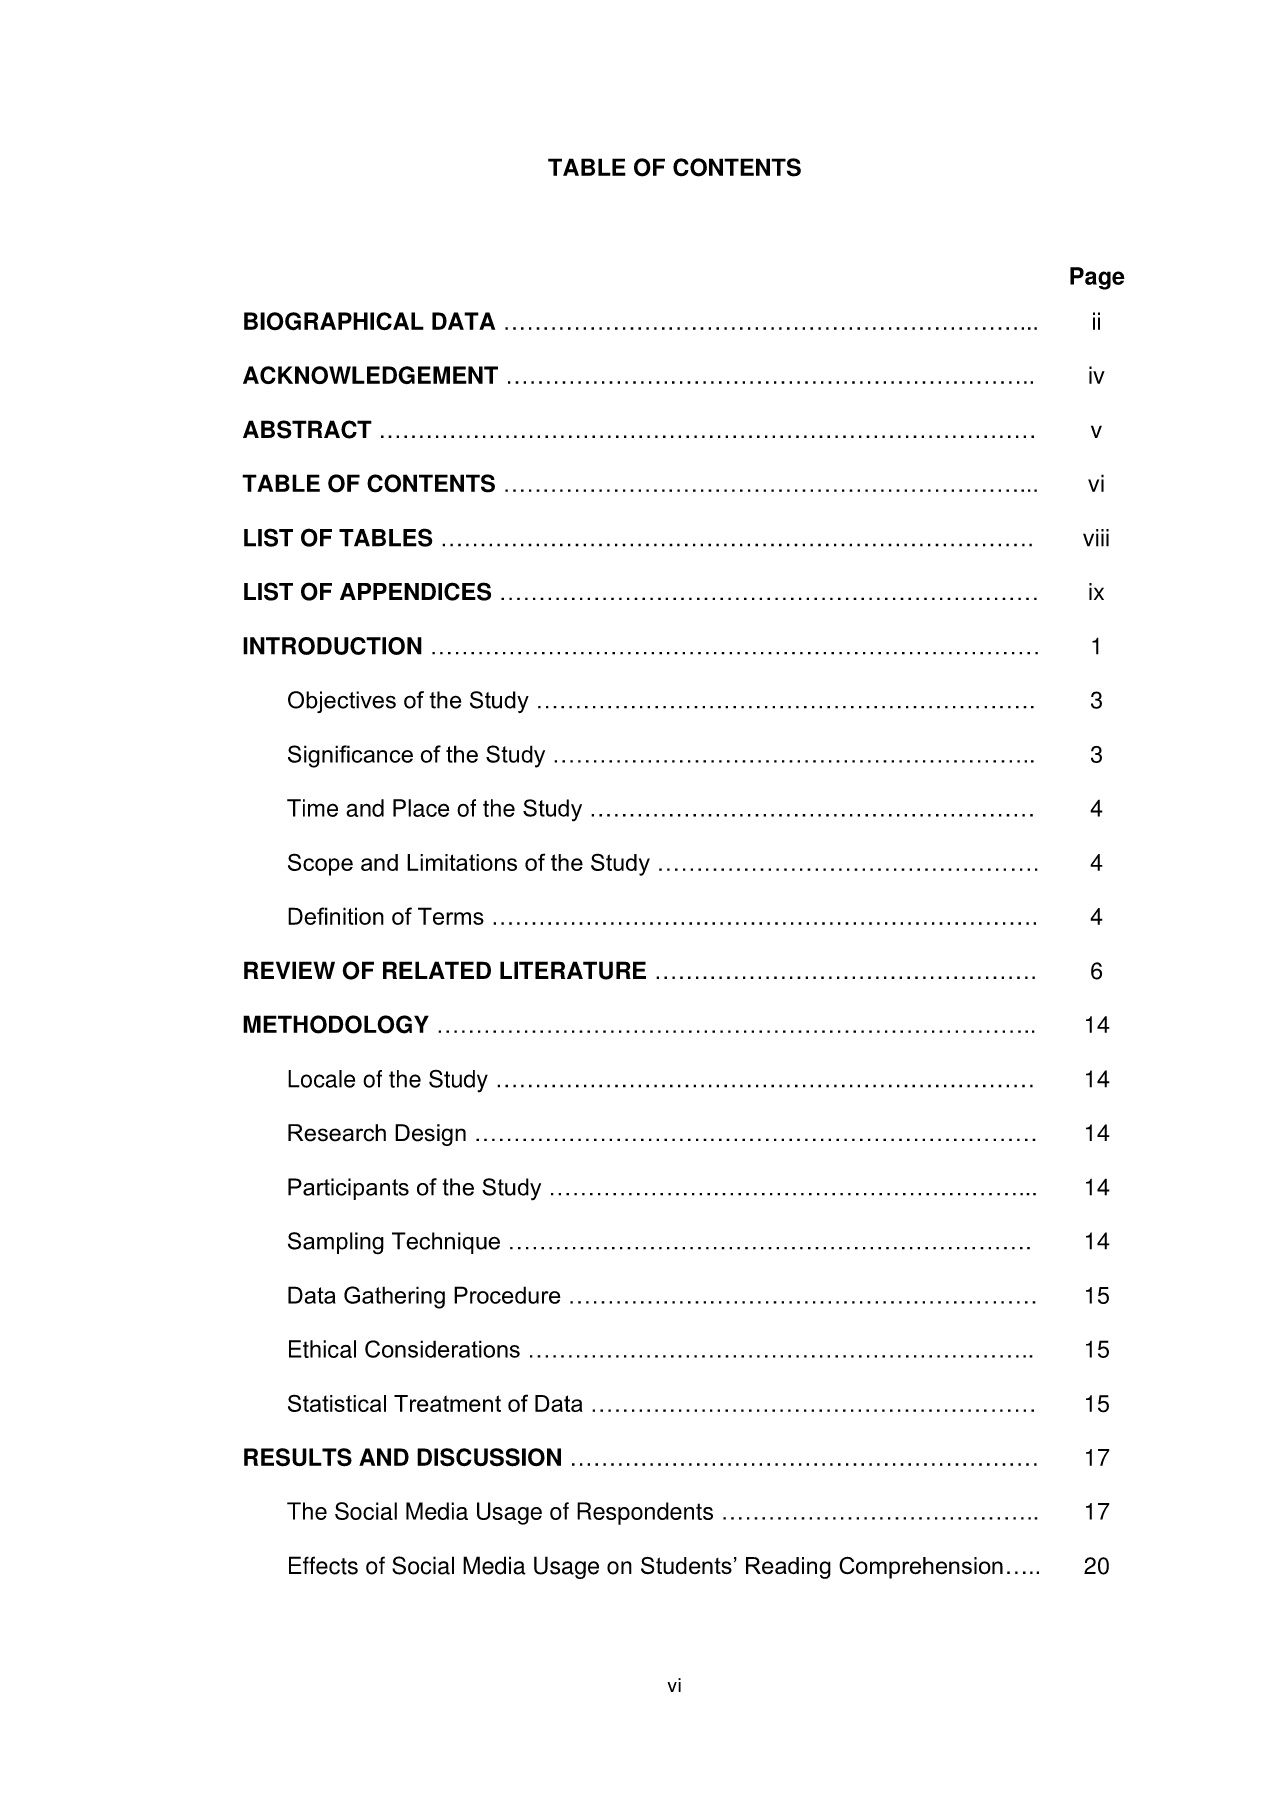 TABLE OF CONTENTS
Page
BIOGRAPHICAL DATA ………………………………………………………….... ii
ACKNOWLEDGEMENT ………………………………………………………….. iv
ABSTRACT ………………………………………………………………………… v
TABLE OF CONTENTS ………………………………………………………….... vi
LIST OF TABLES ………………………………………………………………… viii
LIST OF APPENDICES …………………………………………………………… ix
INTRODUCTION …………………………………………………………………… 1
Objectives of the Study ………………………………………………………. 3
Significance of the Study …………………………………………………….. 3
Time and Place of the Study ………………………………………………… 4
Scope and Limitations of the Study …………………………………………. 4
Definition of Terms ……………………………………………………………. 4
REVIEW OF RELATED LITERATURE …………………………………………. 6
METHODOLOGY ………………………………………………………………….. 14
Locale of the Study …………………………………………………………… 14
Research Design ……………………………………………………………… 14
Participants of the Study …………………………………………………….... 14
Sampling Technique …………………………………………………………. 14
Data Gathering Procedure …………………………………………………… 15
Ethical Considerations ……………………………………………………….. 15
Statistical Treatment of Data ………………………………………………… 15
RESULTS AND DISCUSSION …………………………………………………… 17
The Social Media Usage of Respondents ………………………………….. 17
Effects of Social Media Usage on Students’ Reading Comprehension….. 20
vi